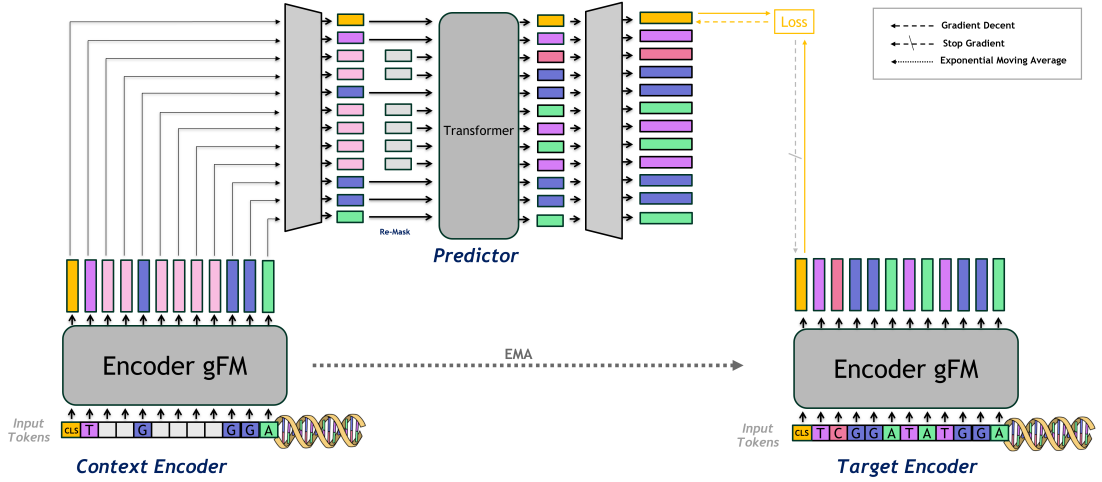 Loss
Gradient Decent
Stop Gradient
Exponential Moving Average
Transformer
Re-Mask
Predictor
Encoder gFM
EMA
Encoder gFM
Input
Tokens
CLS T G G G A
Context Encoder
Input
Tokens
CLS T C G G A T A T G G A
Target Encoder